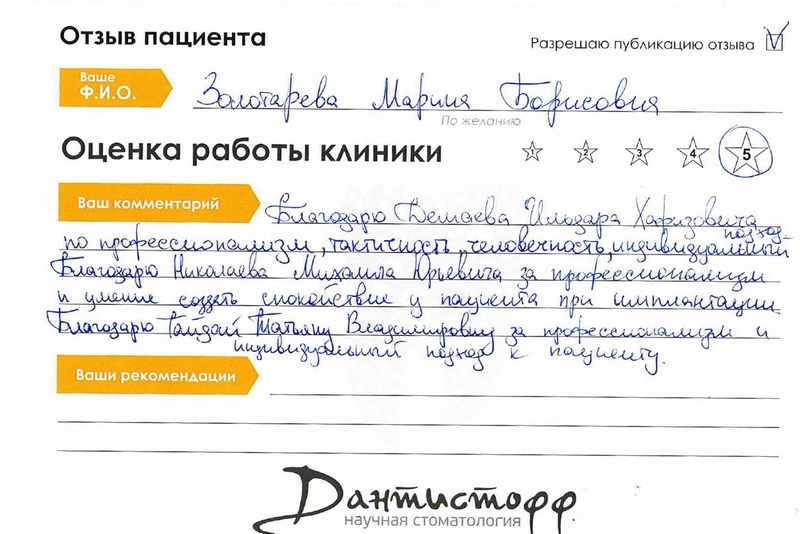 Отзыв пациента
Разрешаю публикацию отзыва
Ваше
Ф.И.О.
Золотарева Мария Борисовна
По желанию
Оценка работы клиники
1 2 3 4 5
Ваш комментарий
Благодарю Демаева Ильдара Хафизовича
по профессионализм, тактичность, человечность, индивидуальный подход.
Благодарю Николаева Михаила Юрьевича за профессионализм
и умение создать спокойствие у пациента при имплантации
Благодарю Гайдай Татьяну Владимировну за профессионализм и
индивидуальный подход к пациенту.
Ваши рекомендации
Дантистофф
научная стоматология